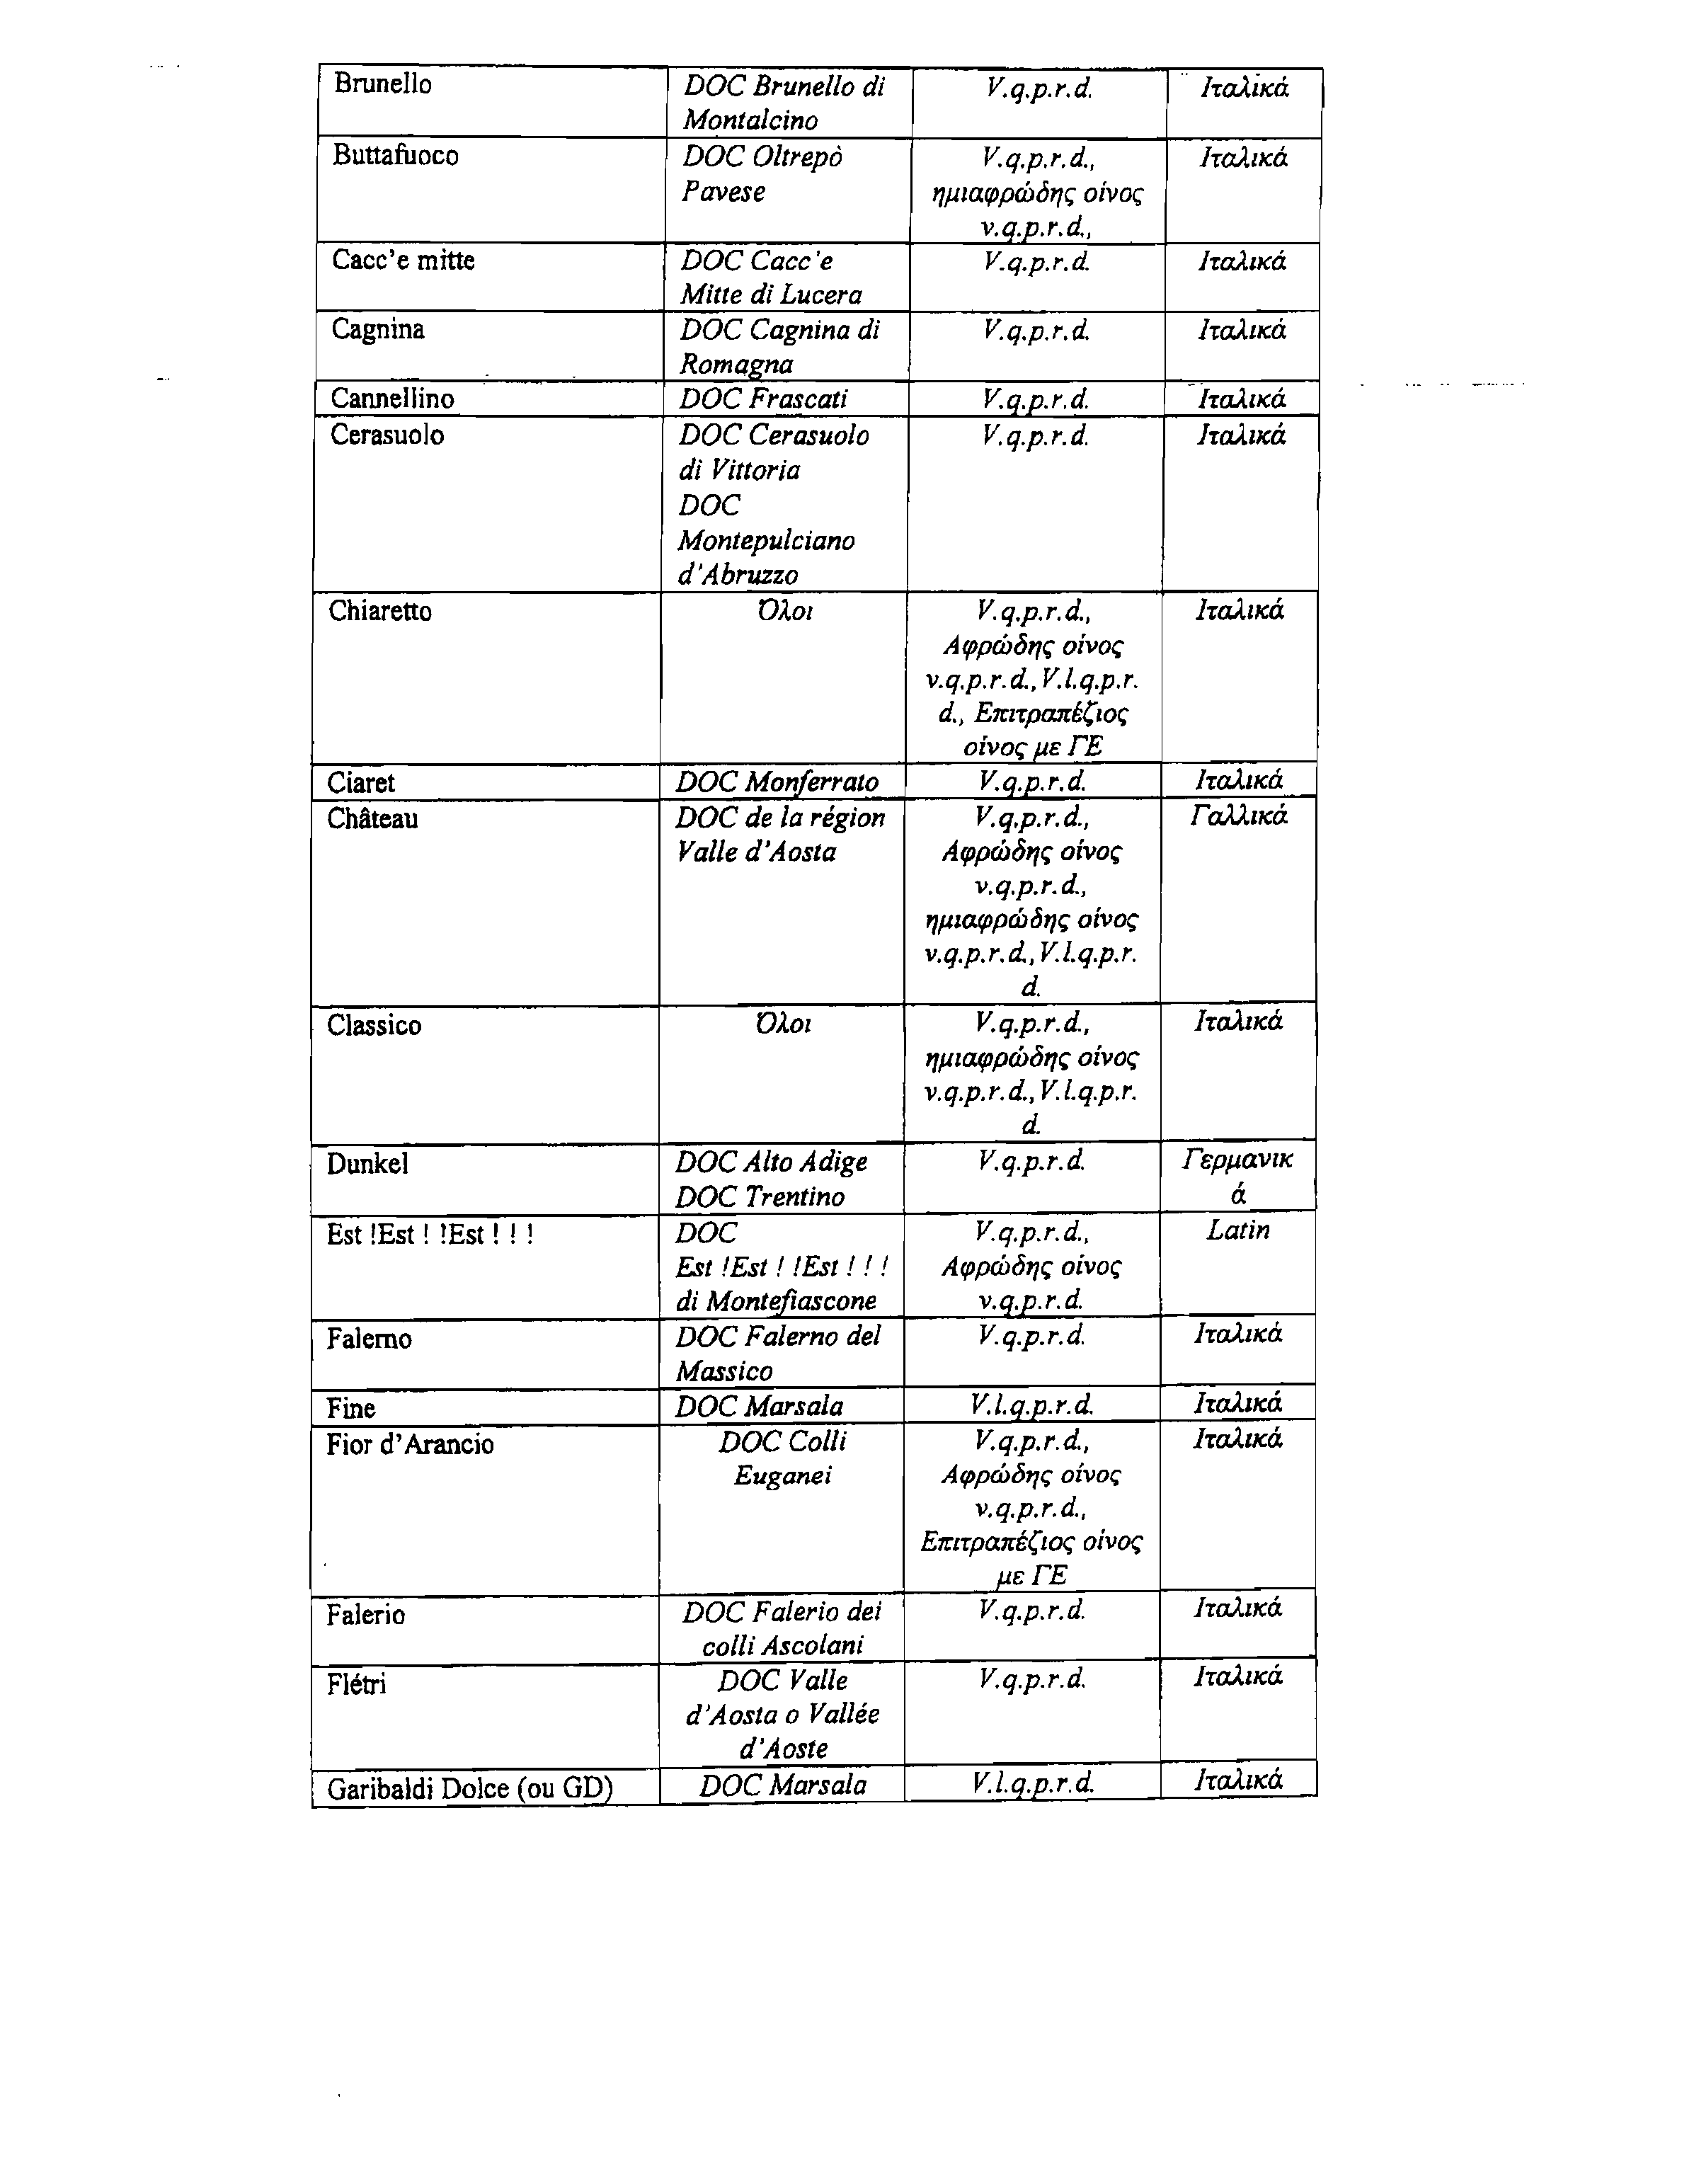 Brunello DOC Brunello di V.q.p.r.d. Ιταλικά
Montalcino
Buttafuoco DOC Oltrepò V.q.p.r.d., Ιταλικά
Pavese ημιαφρώδης οίνος
v.q.p.r.d.,
Cacc'e mitte DOC Cacc'e V.q.p.r.d. Ιταλικά
Mitte di Lucera
Cagnina DOC Cagnina di V.q.p.r.d. Ιταλικά
Romagna
Cannellino DOC Frascati V.q.p.r.d. Ιταλικά
Cerasuolo DOC Cerasuolo V.q.p.r.d. Ιταλικά
di Vittoria
DOC
Montepulciano
d'Abruzzo
Chiaretto Όλοι V.q.p.r.d., Ιταλικά
Αφρώδης οίνος
v.q.p.r.d., V.l.q.p.r.
d., Επιτραπέζιος
οίνος με ΓΕ
Ciaret DOC Monferrato V.q.p.r.d. Ιταλικά
Château DOC de la région V.q.p.r.d., Γαλλικά
Valle d'Aosta Αφρώδης οίνος
v.q.p.r.d.,
ημιαφρώδης οίνος
v.q.p.r.d., V.l.q.p.r.
d.
Classico Όλοι V.q.p.r.d., Ιταλικά
ημιαφρώδης οίνος
v.q.p.r.d., V.l.q.p.r.
d.
Dunkel DOC Alto Adige V.q.p.r.d. Γερμανικ
DOC Trentino ά
Est !Est ! !Est ! ! ! DOC V.q.p.r.d., Latin
Est !Est ! !Est ! ! ! Αφρώδης οίνος
di Montefiascone v.q.p.r.d.
Falerno DOC Falerno del V.q.p.r.d. Ιταλικά
Massico
Fine DOC Marsala V.l.q.p.r.d. Ιταλικά
Fior d'Arancio DOC Colli V.q.p.r.d., Ιταλικά
Euganei Αφρώδης οίνος
v.q.p.r.d.,
Επιτραπέζιος οίνος
με ΓΕ
Falerio DOC Falerio dei V.q.p.r.d. Ιταλικά
colli Ascolani
Flétri DOC Valle V.q.p.r.d. Ιταλικά
d'Aosta o Vallée
d'Aoste
Garibaldi Dolce (ou GD) DOC Marsala V.l.q.p.r.d. Ιταλικά